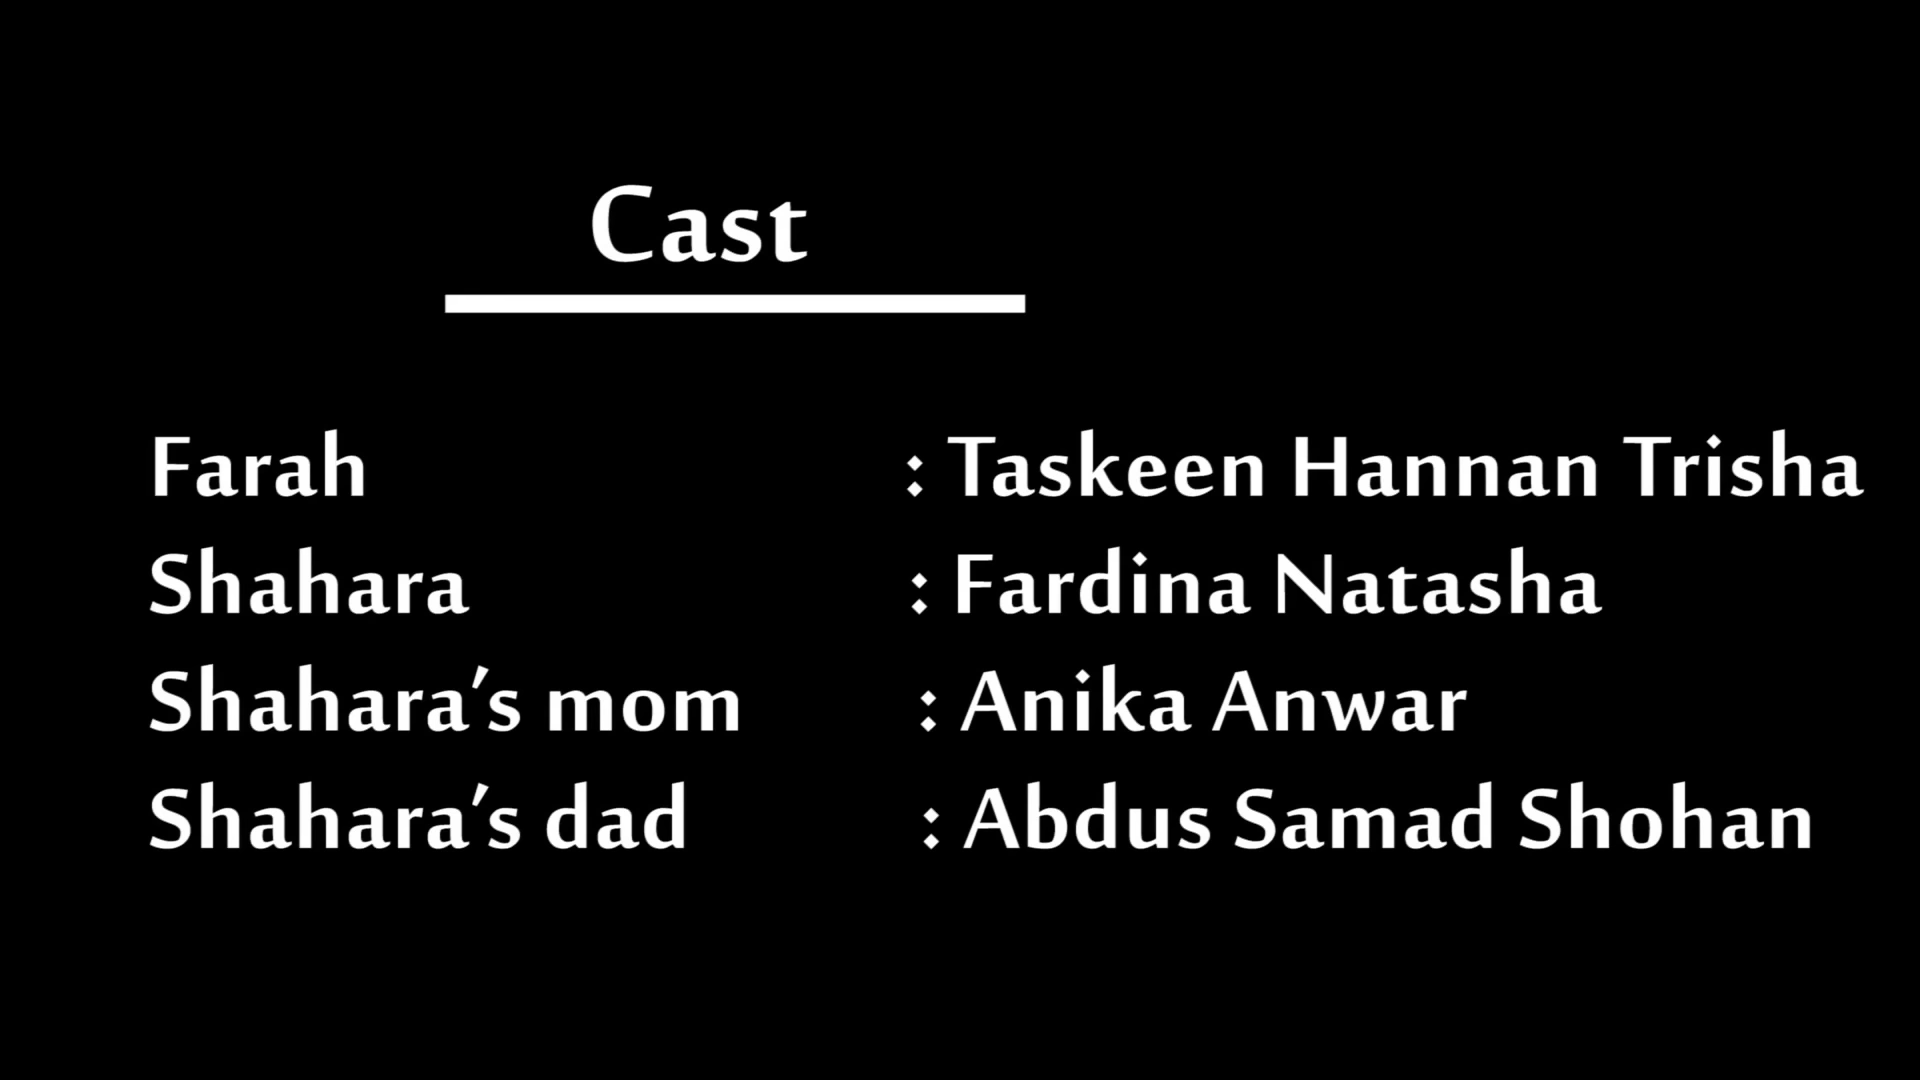 Cast
Farah : Taskeen Hannan Trisha
Shahara : Fardina Natasha
Shahara’s mom : Anika Anwar
Shahara’s dad : Abdus Samad Shohan